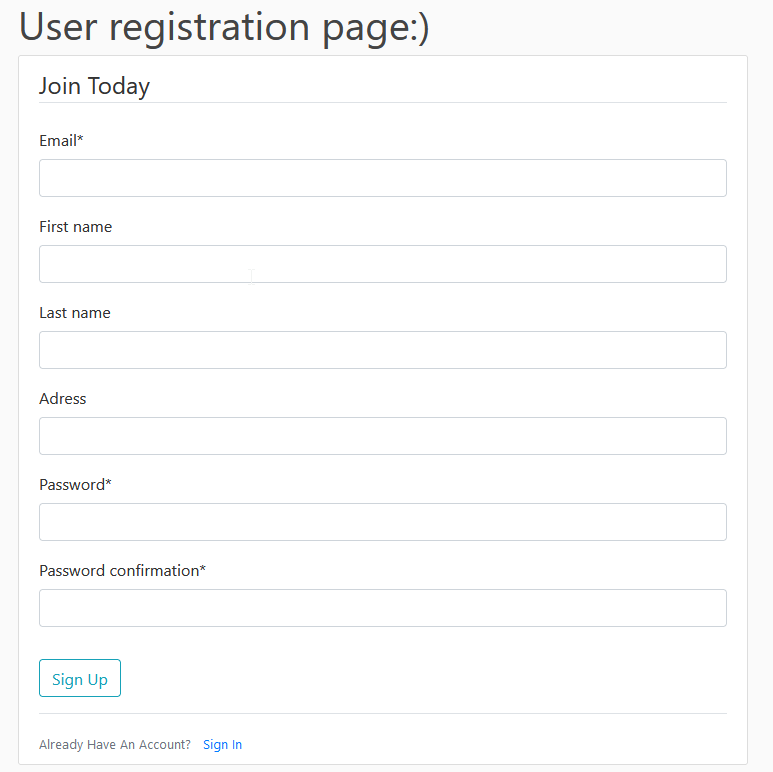 User registration page:)
Join Today
Email*
First name
Last name
Adress
Password*
Password confirmation*
Sign Up
Already Have An Account? Sign In